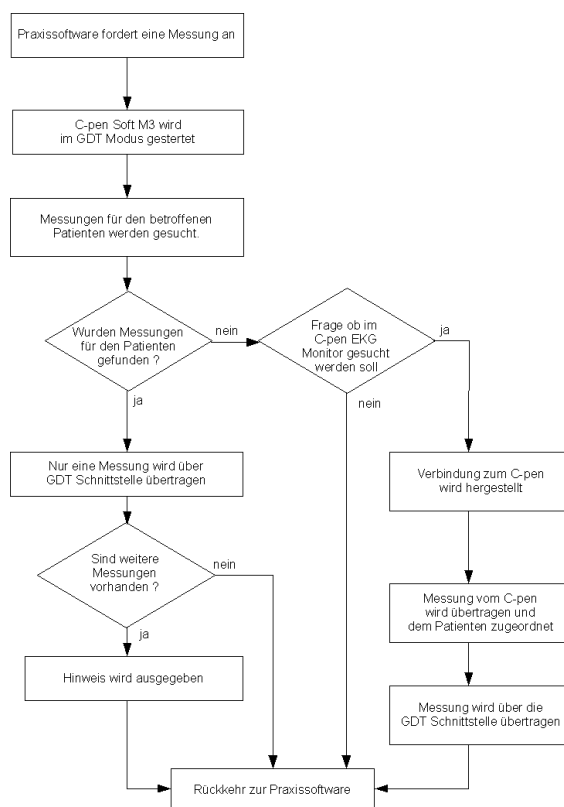 Praxissoftware fordert eine Messung an
C-pen Soft M3 wird
im GDT Modus gestertet
Messungen für den betroffenen
Patienten werden gesucht.
Wurden Messungen
für den Patienten
gefunden ?
nein
Frage ob im
C-pen EKG
Monitor gesucht
werden soll
ja
nein
ja
Nur eine Messung wird über
GDT Schnittstelle übertragen
Verbindung zum C-pen
wird hergestellt
Sind weitere
Messungen
vorhanden ?
nein
ja
Messung vom C-pen
wird übertragen und
dem Patienten zugeordnet
Hinweis wird ausgegeben
Messung wird über die
GDT Schnittstelle übertragen
Rückkehr zur Praxissoftware